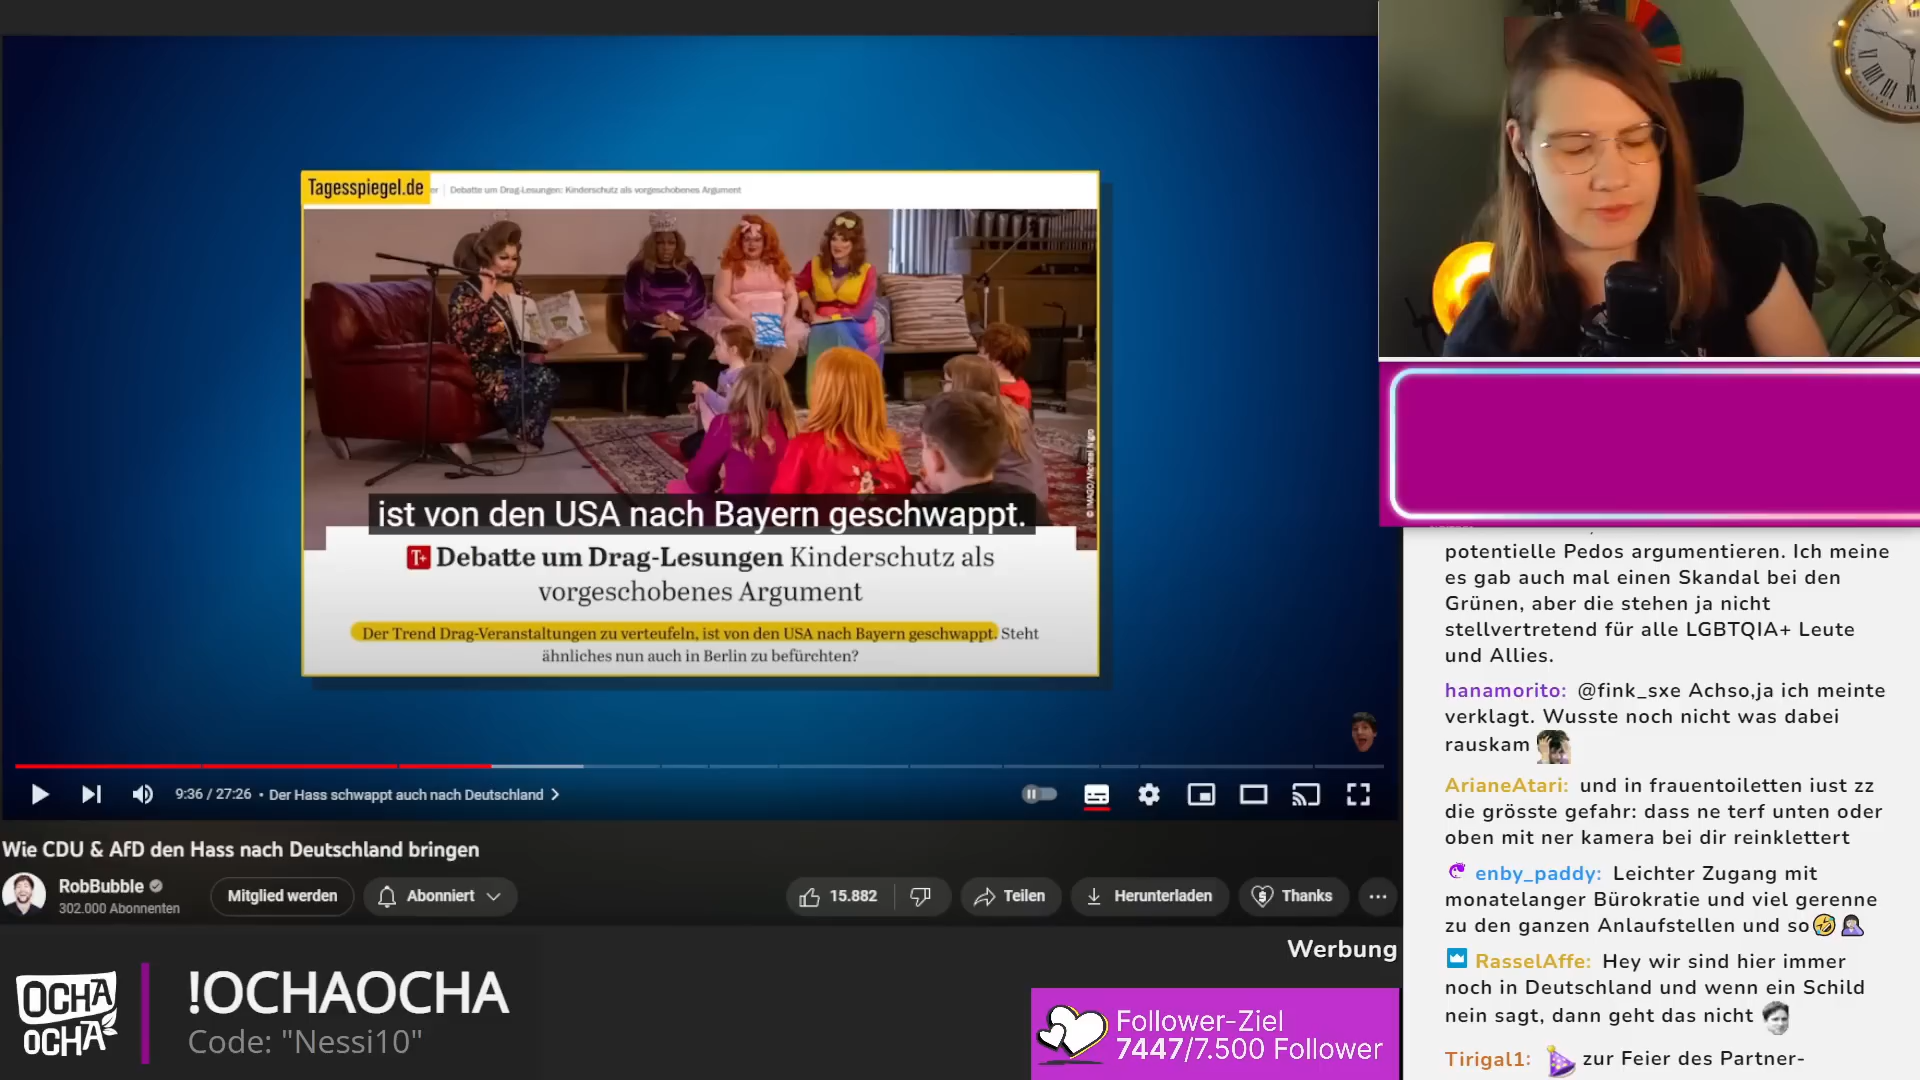 Tagesspiegel.de
Debatte um Drag-Lesungen: Kinderschutz als vorgeschobenes Argument
© IMAGO/Michael Nigro
ist von den USA nach Bayern geschwappt.
T+ Debatte um Drag-Lesungen Kinderschutz als
vorgeschobenes Argument
Der Trend Drag-Veranstaltungen zu verteufeln, ist von den USA nach Bayern geschwappt. Steht
ähnliches nun auch in Berlin zu befürchten?
9:36 / 27:26 • Der Hass schwappt auch nach Deutschland
Wie CDU & AfD den Hass nach Deutschland bringen
RobBubble
302.000 Abonnenten
Mitglied werden
Abonniert
15.882
Teilen
Herunterladen
Thanks
Werbung
OCHA
OCHA
!OCHAOCHA
Code: "Nessi10"
Follower-Ziel
7447/7.500 Follower
potentielle Pedos argumentieren. Ich meine
es gab auch mal einen Skandal bei den
Grünen, aber die stehen ja nicht
stellvertretend für alle LGBTQIA+ Leute
und Allies.
hanamorito: @fink_sxe Achso,ja ich meinte
verklagt. Wusste noch nicht was dabei
rauskam
ArianeAtari: und in frauentoiletten iust zz
die grösste gefahr: dass ne terf unten oder
oben mit ner kamera bei dir reinklettert
enby_paddy: Leichter Zugang mit
monatelanger Bürokratie und viel gerenne
zu den ganzen Anlaufstellen und so🤣🤦🏻‍♀️
RasselAffe: Hey wir sind hier immer
noch in Deutschland und wenn ein Schild
nein sagt, dann geht das nicht
Tirigal1: zur Feier des Partner-